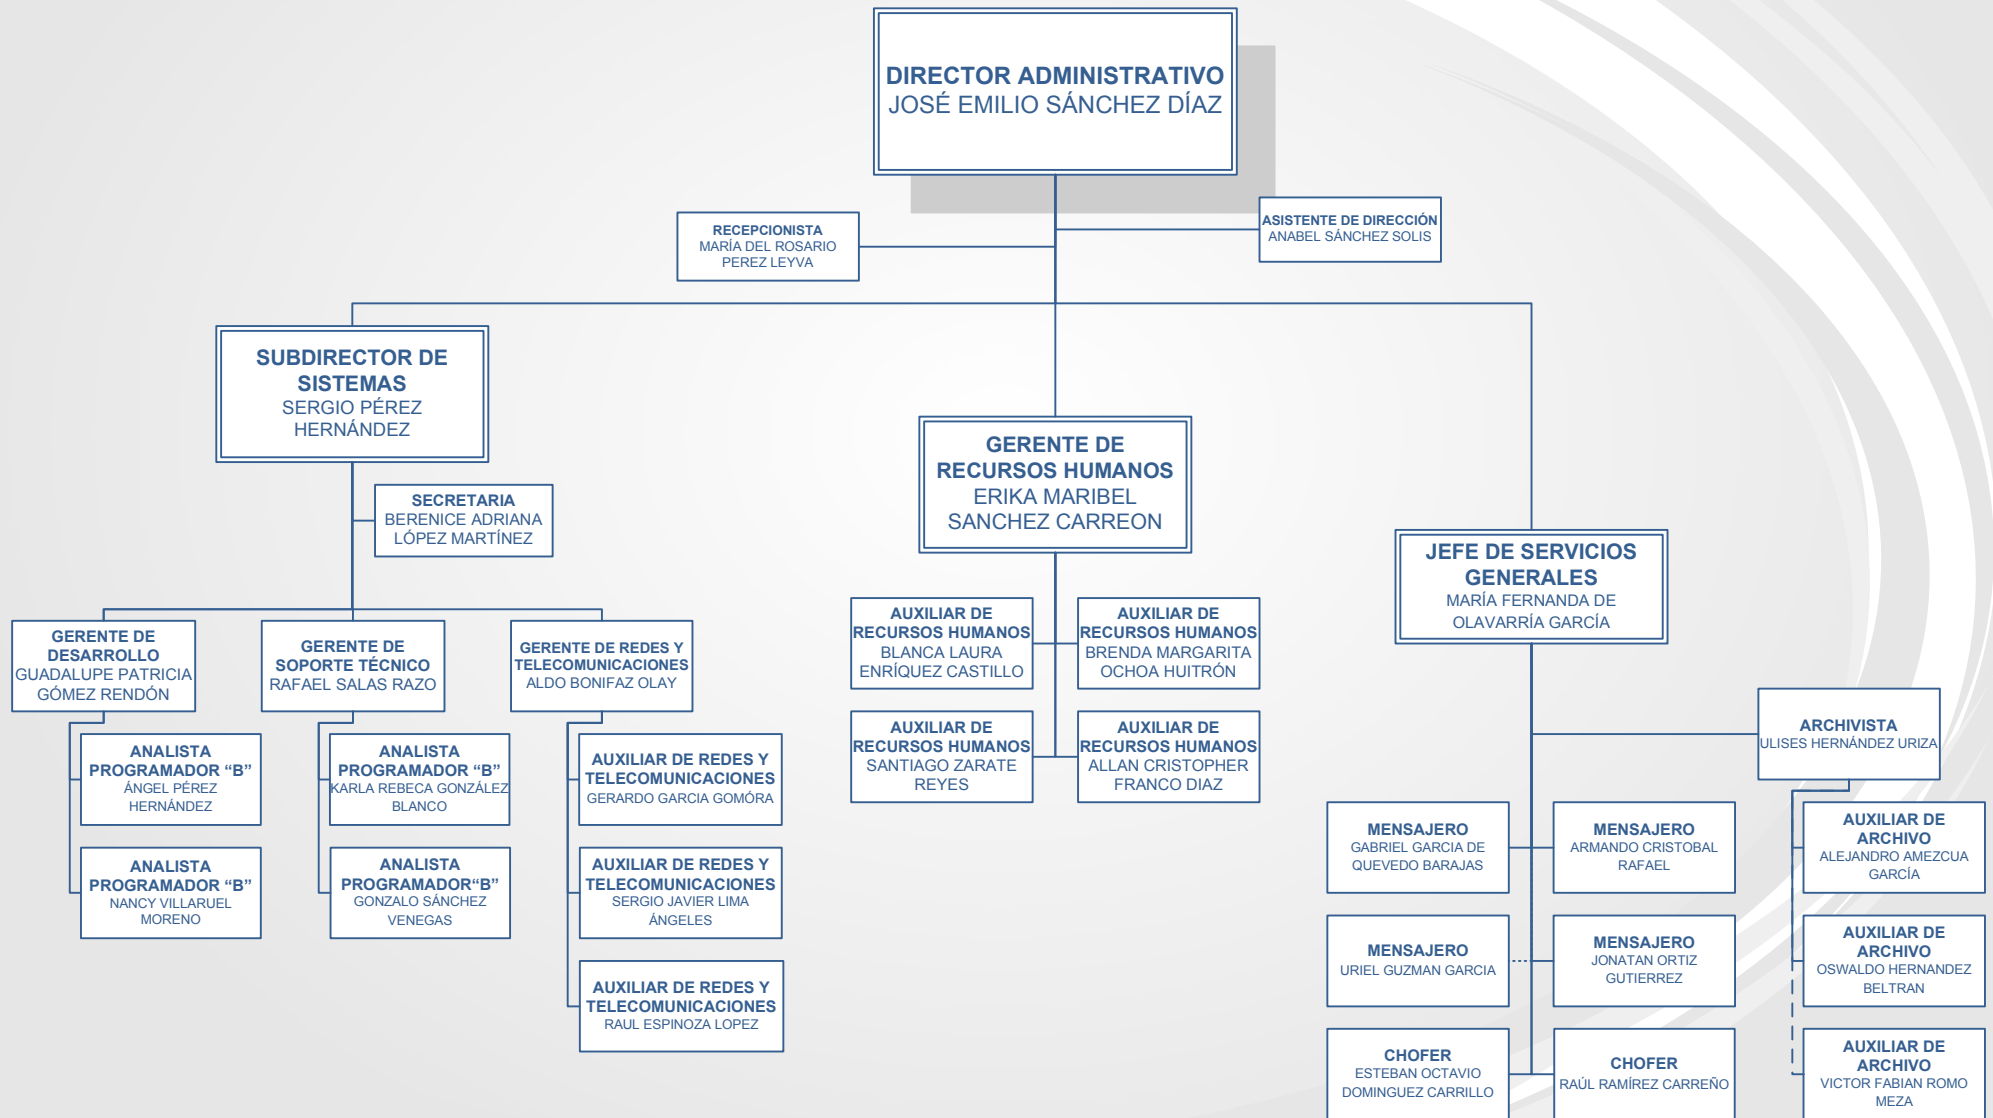 DIRECTOR ADMINISTRATIVO
JOSÉ EMILIO SÁNCHEZ DÍAZ
RECEPCIONISTA
MARÍA DEL ROSARIO
PEREZ LEYVA
ASISTENTE DE DIRECCIÓN
ANABEL SÁNCHEZ SOLIS
SUBDIRECTOR DE
SISTEMAS
SERGIO PÉREZ
HERNÁNDEZ
SECRETARIA
BERENICE ADRIANA
LÓPEZ MARTÍNEZ
GERENTE DE
DESARROLLO
GUADALUPE PATRICIA
GÓMEZ RENDÓN
ANALISTA
PROGRAMADOR “B”
ÁNGEL PÉREZ
HERNÁNDEZ
ANALISTA
PROGRAMADOR “B”
NANCY VILLARUEL
MORENO
GERENTE DE
SOPORTE TÉCNICO
RAFAEL SALAS RAZO
ANALISTA
PROGRAMADOR “B”
KARLA REBECA GONZÁLEZ
BLANCO
ANALISTA
PROGRAMADOR“B”
GONZALO SÁNCHEZ
VENEGAS
GERENTE DE REDES Y
TELECOMUNICACIONES
ALDO BONIFAZ OLAY
AUXILIAR DE REDES Y
TELECOMUNICACIONES
GERARDO GARCIA GOMÓRA
AUXILIAR DE REDES Y
TELECOMUNICACIONES
SERGIO JAVIER LIMA
ÁNGELES
AUXILIAR DE REDES Y
TELECOMUNICACIONES
RAUL ESPINOZA LOPEZ
GERENTE DE
RECURSOS HUMANOS
ERIKA MARIBEL
SANCHEZ CARREON
AUXILIAR DE
RECURSOS HUMANOS
BLANCA LAURA
ENRÍQUEZ CASTILLO
AUXILIAR DE
RECURSOS HUMANOS
BRENDA MARGARITA
OCHOA HUITRÓN
AUXILIAR DE
RECURSOS HUMANOS
SANTIAGO ZARATE
REYES
AUXILIAR DE
RECURSOS HUMANOS
ALLAN CRISTOPHER
FRANCO DIAZ
JEFE DE SERVICIOS
GENERALES
MARÍA FERNANDA DE
OLAVARRÍA GARCÍA
MENSAJERO
GABRIEL GARCIA DE
QUEVEDO BARAJAS
MENSAJERO
ARMANDO CRISTOBAL
RAFAEL
MENSAJERO
URIEL GUZMAN GARCIA
MENSAJERO
JONATAN ORTIZ
GUTIERREZ
CHOFER
ESTEBAN OCTAVIO
DOMINGUEZ CARRILLO
CHOFER
RAÚL RAMÍREZ CARREÑO
ARCHIVISTA
ULISES HERNÁNDEZ URIZA
AUXILIAR DE
ARCHIVO
ALEJANDRO AMEZCUA
GARCÍA
AUXILIAR DE
ARCHIVO
OSWALDO HERNANDEZ
BELTRAN
AUXILIAR DE
ARCHIVO
VICTOR FABIAN ROMO
MEZA